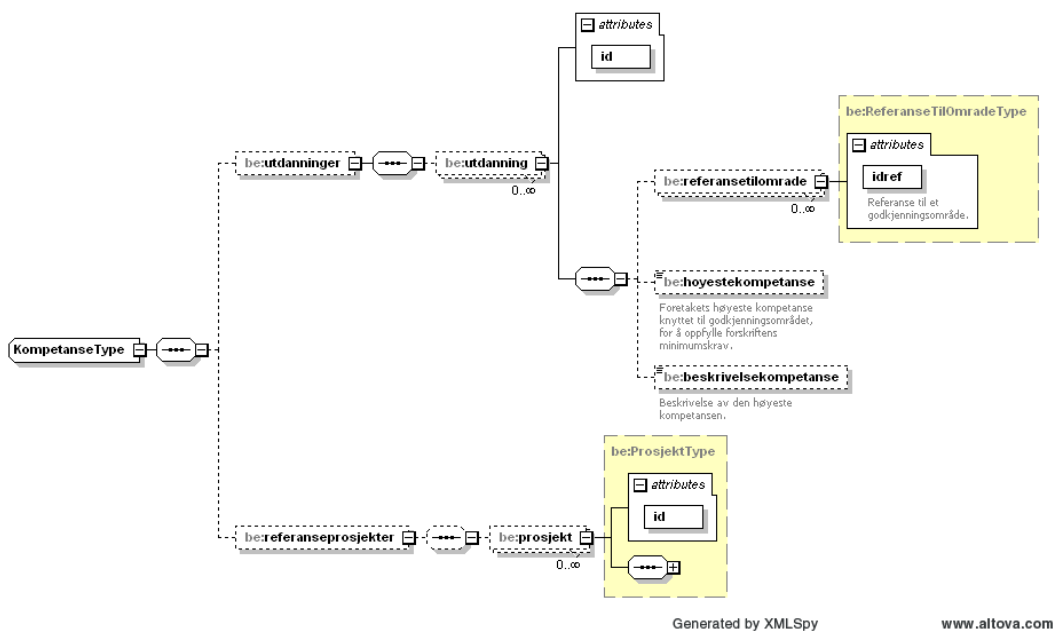 attributes
id
be:ReferanseTilOmradeType
attributes
idref
Referanse til et
godkjenningsområde.
be:utdanninger
be:utdanning
0..∞
be:referansetilomrade
0..∞
be:hoyestekompetanse
Foretakets høyeste kompetanse
knyttet til godkjenningsområdet,
for å oppfylle forskriftens
minimumskrav.
KompetanseType
be:beskrivelsekompetanse
Beskrivelse av den høyeste
kompetansen.
be:ProsjektType
attributes
id
be:referanseprosjekter
be:prosjekt
0..∞
Generated by XMLSpy
www.altova.com